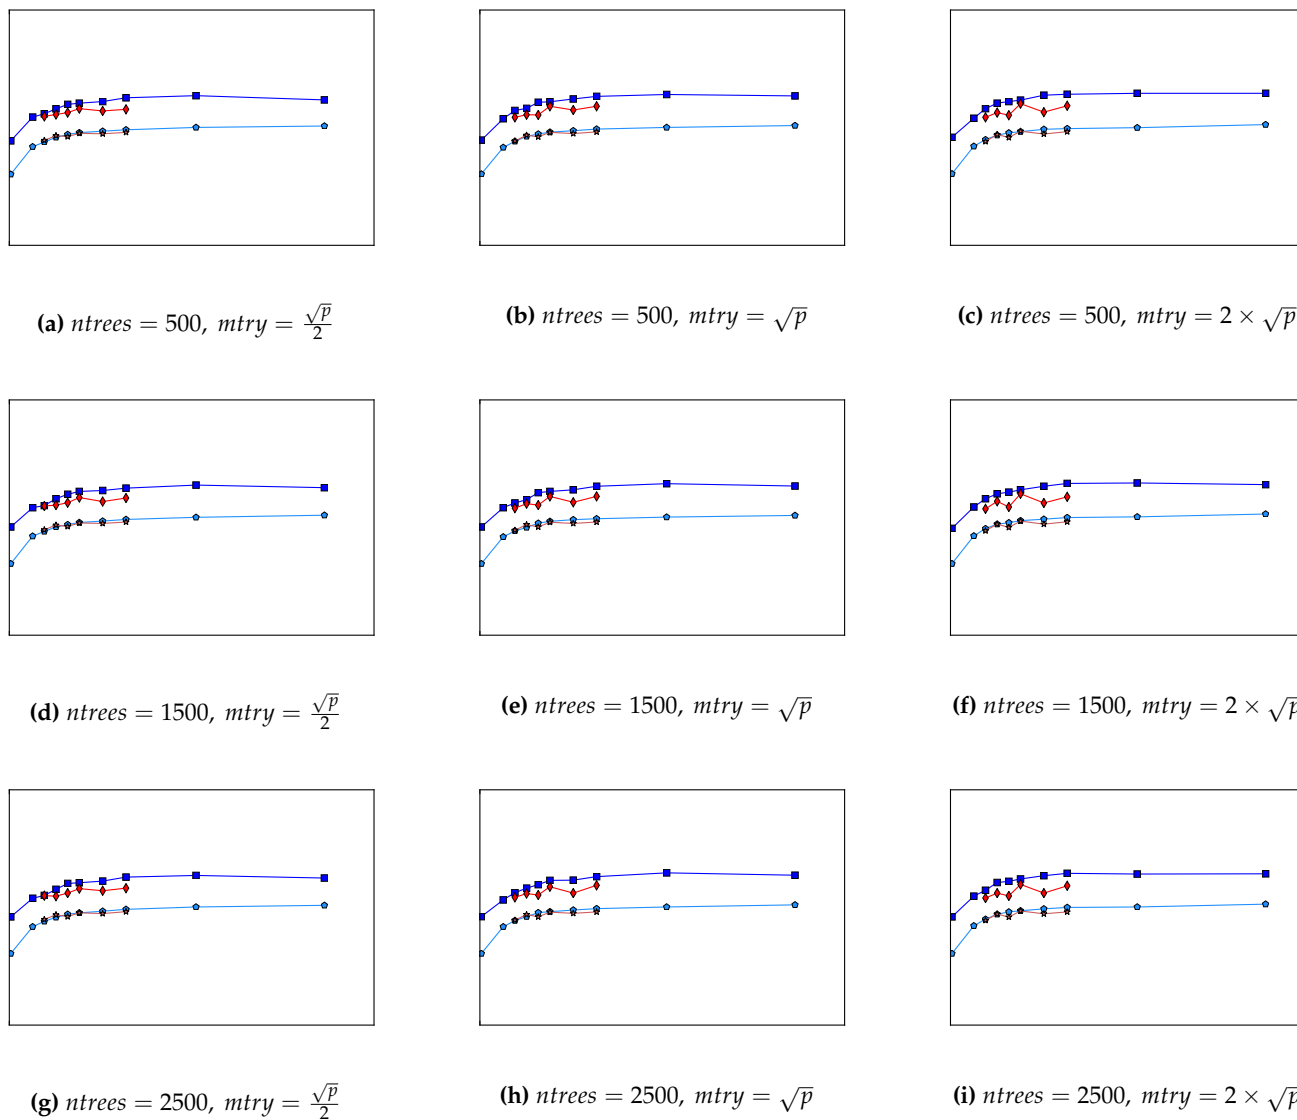 (a) ntrees = 500, mtry = √p/2
(b) ntrees = 500, mtry = √p
(c) ntrees = 500, mtry = 2 × √p
(d) ntrees = 1500, mtry = √p/2
(e) ntrees = 1500, mtry = √p
(f) ntrees = 1500, mtry = 2 × √p
(g) ntrees = 2500, mtry = √p/2
(h) ntrees = 2500, mtry = √p
(i) ntrees = 2500, mtry = 2 × √p